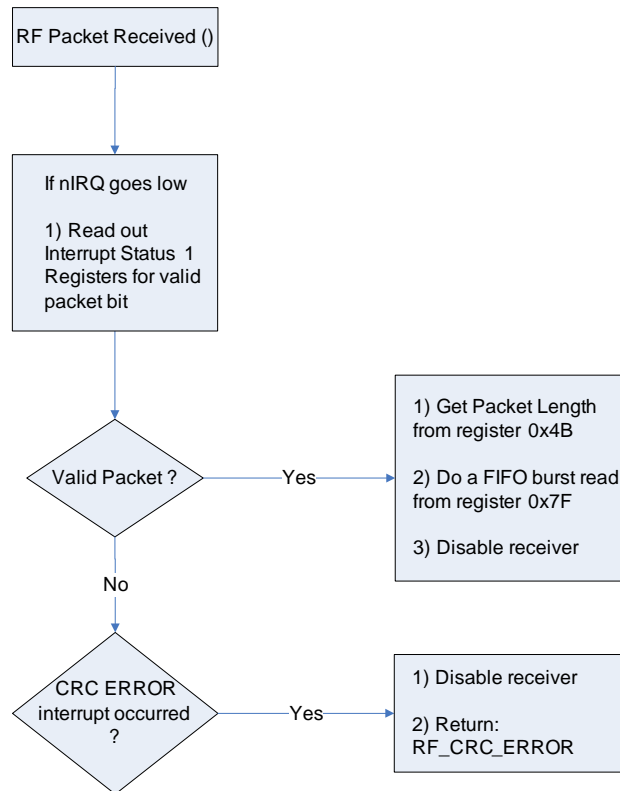 RF Packet Received ()
If nIRQ goes low
1) Read out
Interrupt Status 1
Registers for valid
packet bit
Valid Packet ?
Yes
1) Get Packet Length
from register 0x4B
2) Do a FIFO burst read
from register 0x7F
3) Disable receiver
No
CRC ERROR
interrupt occurred
?
Yes
1) Disable receiver
2) Return:
RF_CRC_ERROR